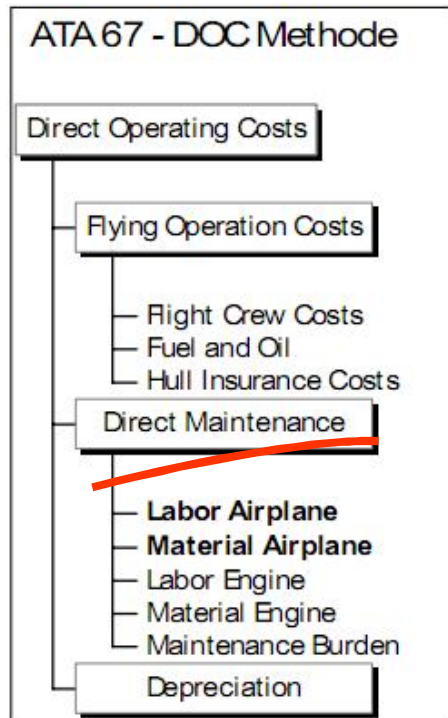 ATA 67 - DOC Methode
Direct Operating Costs
Flying Operation Costs
Flight Crew Costs
Fuel and Oil
Hull Insurance Costs
Direct Maintenance
Labor Airplane
Material Airplane
Labor Engine
Material Engine
Maintenance Burden
Depreciation